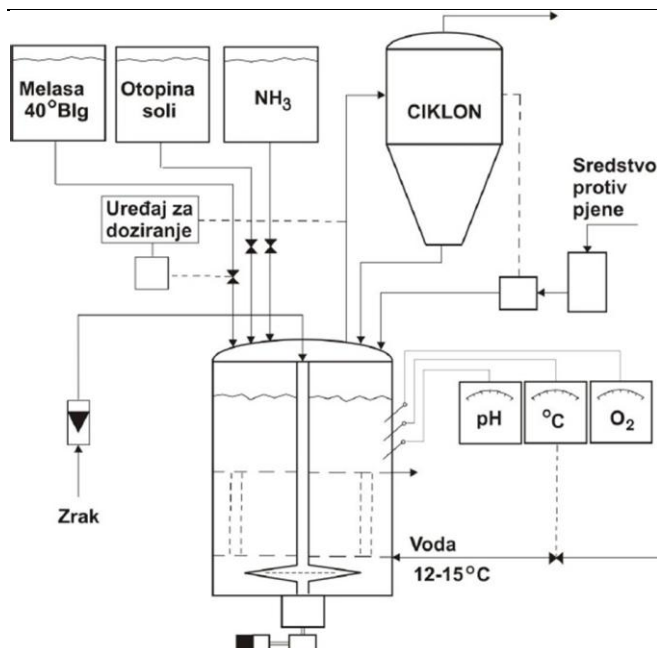 Melasa
40°Blg
Otopina
soli
NH₃
CIKLON
Sredstvo
protiv
pjene
Uređaj za
doziranje
pH
°C
O₂
Zrak
Voda
12-15°C